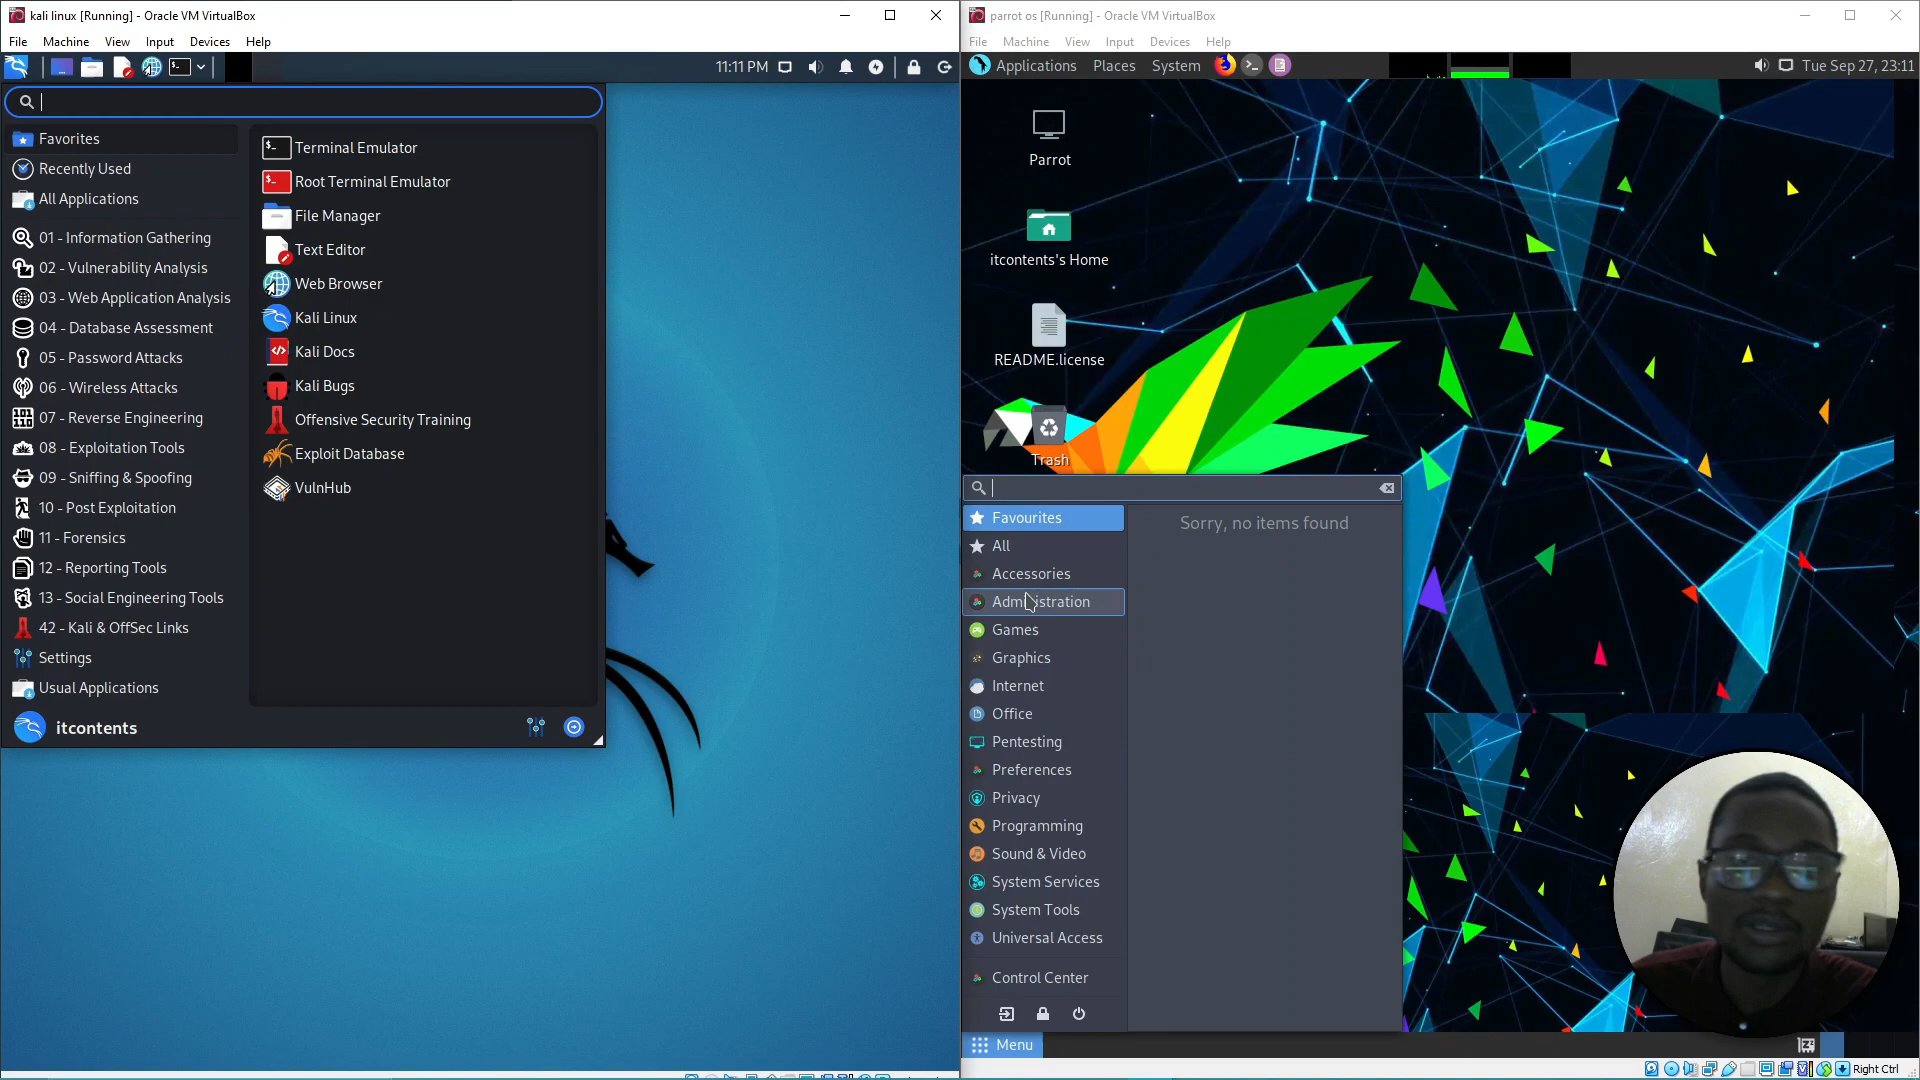 kali linux [Running] - Oracle VM VirtualBox
File Machine View Input Devices Help
11:11 PM
Favorites
Recently Used
All Applications
01 - Information Gathering
02 - Vulnerability Analysis
03 - Web Application Analysis
04 - Database Assessment
05 - Password Attacks
06 - Wireless Attacks
07 - Reverse Engineering
08 - Exploitation Tools
09 - Sniffing & Spoofing
10 - Post Exploitation
11 - Forensics
12 - Reporting Tools
13 - Social Engineering Tools
42 - Kali & OffSec Links
Settings
Usual Applications
Terminal Emulator
Root Terminal Emulator
File Manager
Text Editor
Web Browser
Kali Linux
Kali Docs
Kali Bugs
Offensive Security Training
Exploit Database
VulnHub
itcontents
parrot os [Running] - Oracle VM VirtualBox
File Machine View Input Devices Help
Applications Places System
Tue Sep 27, 23:11
Parrot
itcontents's Home
README.license
Trash
Favourites
All
Accessories
Administration
Games
Graphics
Internet
Office
Pentesting
Preferences
Privacy
Programming
Sound & Video
System Services
System Tools
Universal Access
Control Center
Sorry, no items found
Menu
Right Ctrl